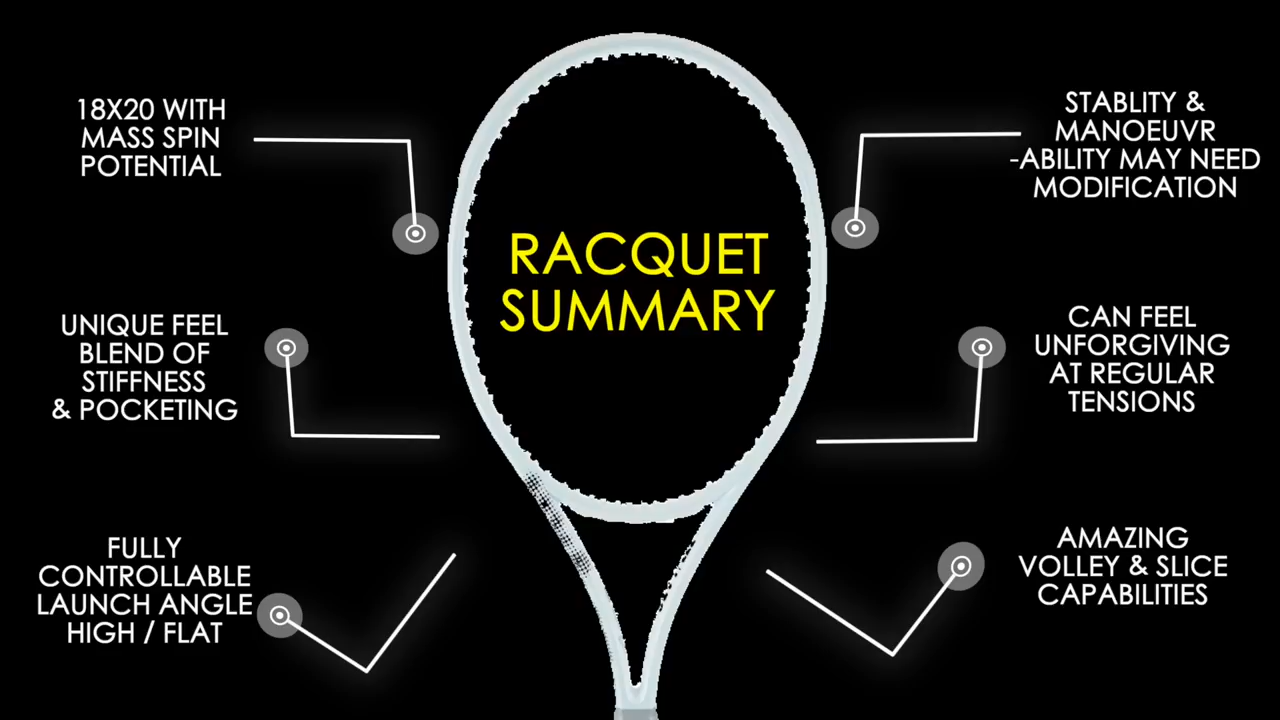 18X20 WITH
MASS SPIN
POTENTIAL
STABLITY &
MANOEUVR
-ABILITY MAY NEED
MODIFICATION
RACQUET
SUMMARY
UNIQUE FEEL
BLEND OF
STIFFNESS
& POCKETING
CAN FEEL
UNFORGIVING
AT REGULAR
TENSIONS
FULLY
CONTROLLABLE
LAUNCH ANGLE
HIGH / FLAT
AMAZING
VOLLEY & SLICE
CAPABILITIES